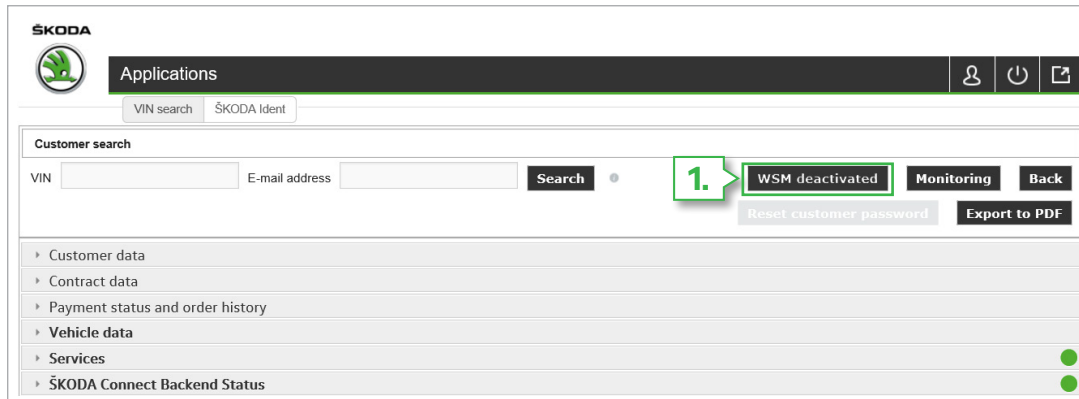 ŠKODA
Applications
VIN search ŠKODA Ident
Customer search
VIN E-mail address Search 1. WSM deactivated Monitoring Back
Reset customer password Export to PDF
Customer data
Contract data
Payment status and order history
Vehicle data
Services
ŠKODA Connect Backend Status